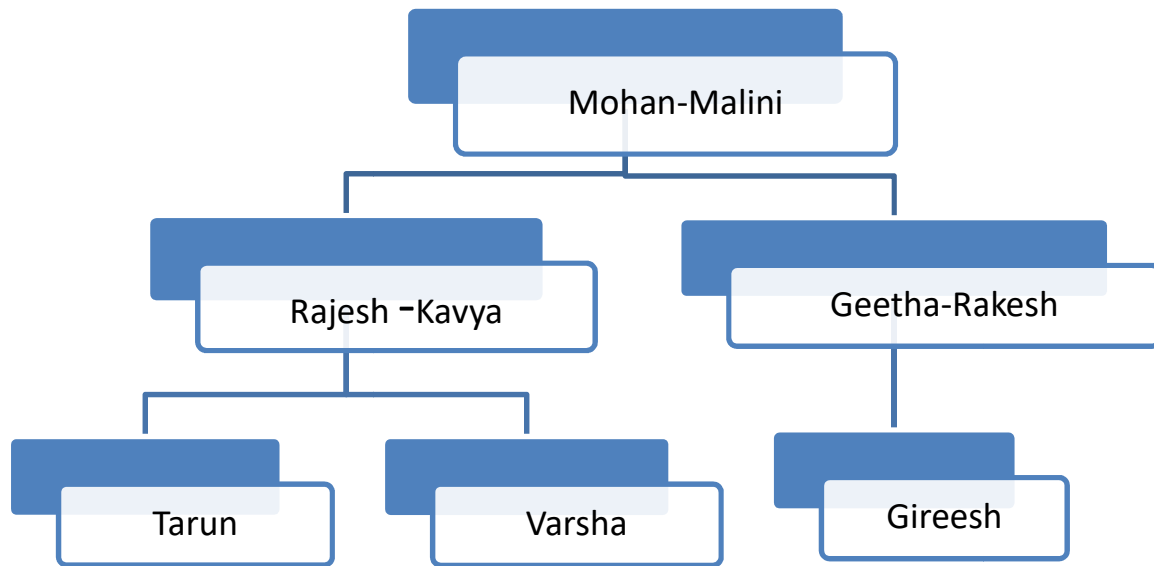 Mohan-Malini
Rajesh –Kavya
Geetha-Rakesh
Tarun
Varsha
Gireesh